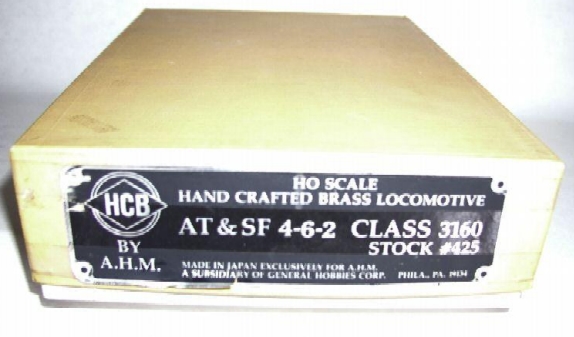 HCB
BY
A.H.M.
HO SCALE
HAND CRAFTED BRASS LOCOMOTIVE
AT & SF 4-6-2 CLASS 3160
STOCK #425
MADE IN JAPAN EXCLUSIVELY FOR A.H.M.
A SUBSIDIARY OF GENERAL HOBBIES CORP. PHILA., PA. 19134